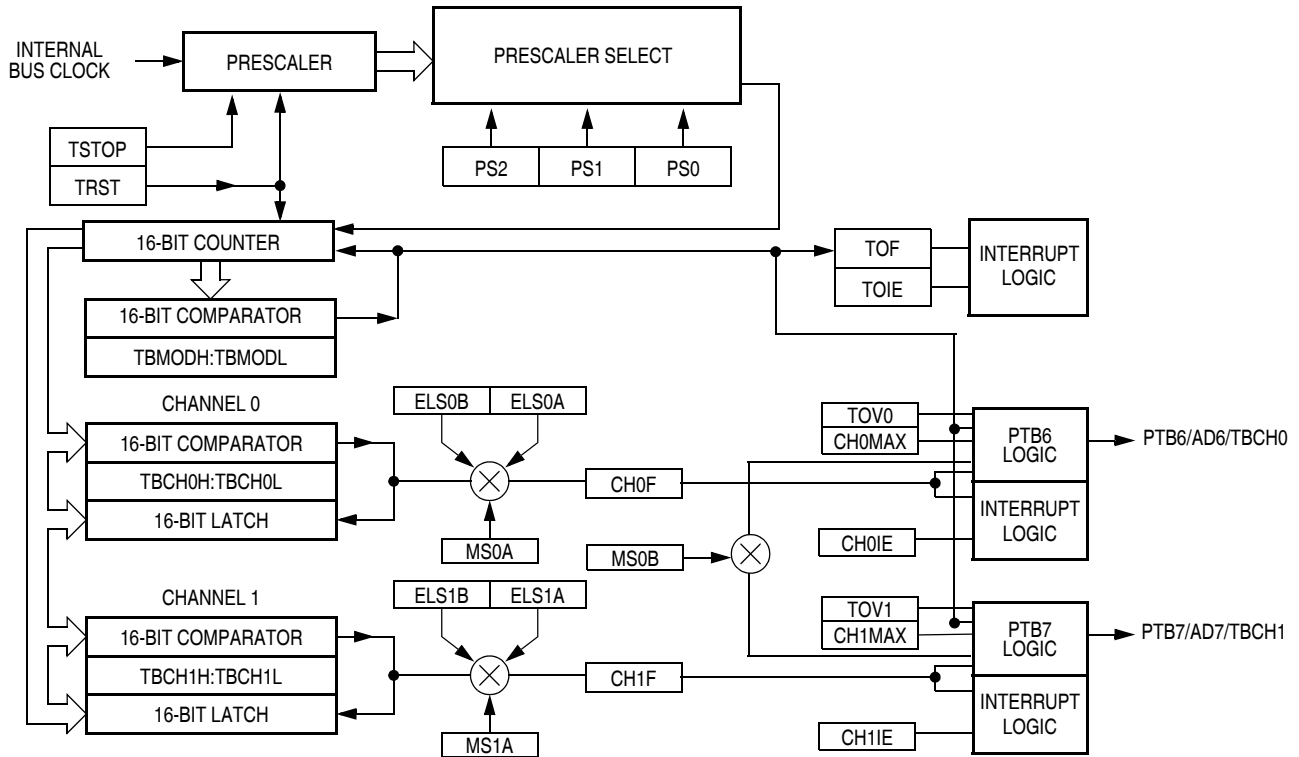 INTERNAL
BUS CLOCK
PRESCALER
PRESCALER SELECT
TSTOP
TRST
PS2
PS1
PS0
16-BIT COUNTER
TOF
TOIE
INTERRUPT
LOGIC
16-BIT COMPARATOR
TBMODH:TBMODL
CHANNEL 0
ELS0B
ELS0A
16-BIT COMPARATOR
TBCH0H:TBCH0L
16-BIT LATCH
MS0A
CH0F
TOV0
CH0MAX
PTB6
LOGIC
PTB6/AD6/TBCH0
INTERRUPT
LOGIC
CH0IE
MS0B
CHANNEL 1
ELS1B
ELS1A
16-BIT COMPARATOR
TBCH1H:TBCH1L
16-BIT LATCH
MS1A
CH1F
TOV1
CH1MAX
PTB7
LOGIC
PTB7/AD7/TBCH1
INTERRUPT
LOGIC
CH1IE